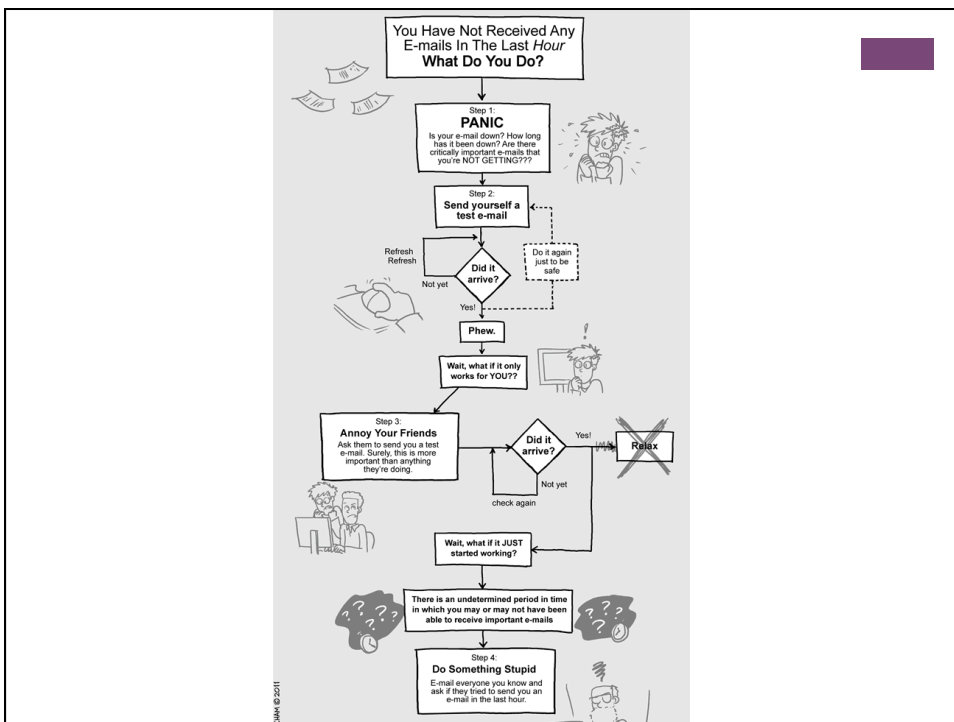 You Have Not Received Any
E-mails In The Last Hour
What Do You Do?
Step 1:
PANIC
Is your e-mail down? How long
has it been down? Are there
critically important e-mails that
you're NOT GETTING???
Step 2:
Send yourself a
test e-mail
Refresh
Refresh
Did it
arrive?
Not yet
Do it again
just to be
safe
Yes!
Phew.
!
Wait, what if it only
works for YOU??
Step 3:
Annoy Your Friends
Ask them to send you a test
e-mail. Surely, this is more
important than anything
they're doing.
Did it
arrive?
Yes!
Relax
Not yet
check again
Wait, what if it JUST
started working?
There is an undetermined period in time
in which you may or may not have been
able to receive important e-mails
? ? ? ?
? ? ? ?
Step 4:
Do Something Stupid
E-mail everyone you know and
ask if they tried to send you an
e-mail in the last hour.
HAM © 2011